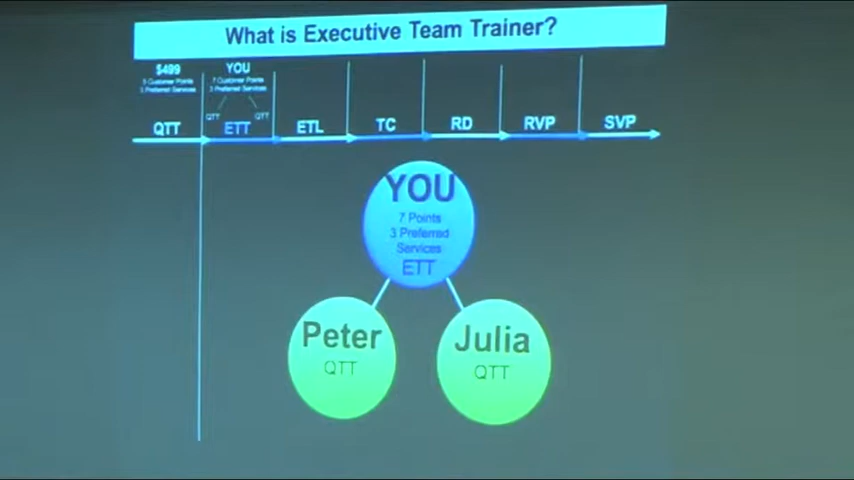 What is Executive Team Trainer?
$499
YOU
5 Customer Points
7 Customer Points
3 Preferred Services
3 Preferred Services
QTT
QTT
QTT
ETT
ETL
TC
RD
RVP
SVP
YOU
7 Points
3 Preferred
Services
ETT
Peter
Julia
QTT
QTT